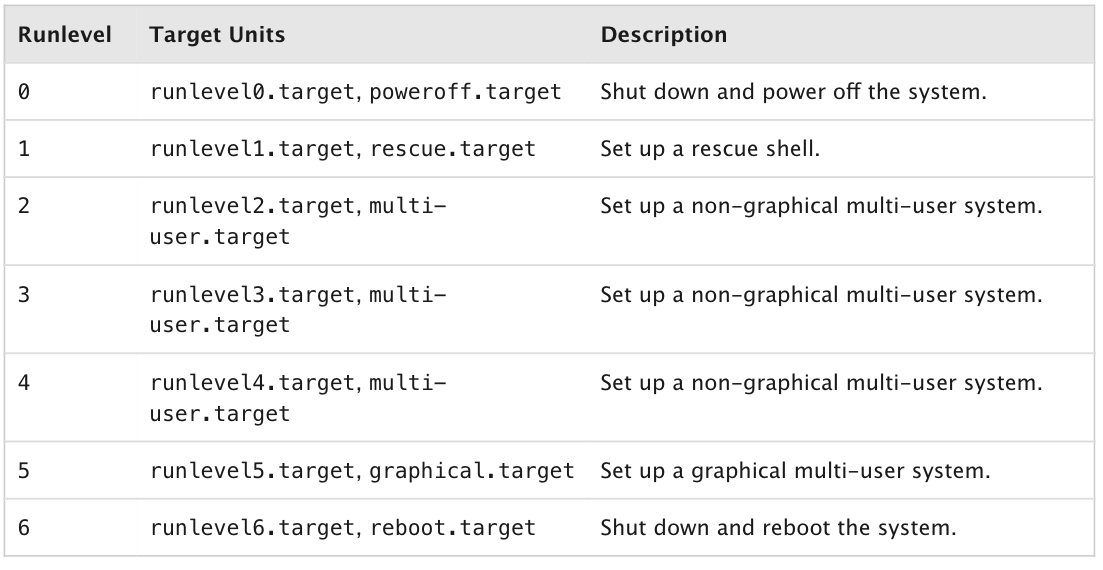 Runlevel Target Units Description
0 runlevel0.target, poweroff.target Shut down and power off the system.
1 runlevel1.target, rescue.target Set up a rescue shell.
2 runlevel2.target, multi- Set up a non-graphical multi-user system.
user.target
3 runlevel3.target, multi- Set up a non-graphical multi-user system.
user.target
4 runlevel4.target, multi- Set up a non-graphical multi-user system.
user.target
5 runlevel5.target, graphical.target Set up a graphical multi-user system.
6 runlevel6.target, reboot.target Shut down and reboot the system.